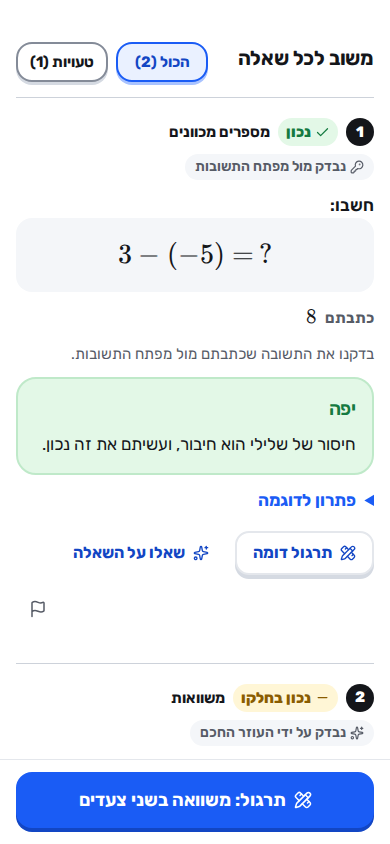 משוב לכל שאלה
הכול (2)
טעויות (1)
1 נכון מספרים מכוונים
נבדק מול מפתח התשובות
חשבו:
3 − (−5) = ?
כתבתם 8
בדקנו את התשובה שכתבתם מול מפתח התשובות.
יפה
חיסור של שלילי הוא חיבור, ועשיתם את זה נכון.
פתרון לדוגמה
תרגול דומה
שאלו על השאלה
2 נכון בחלקו משוואות
נבדק על ידי העוזר החכם
תרגול: משוואה בשני צעדים